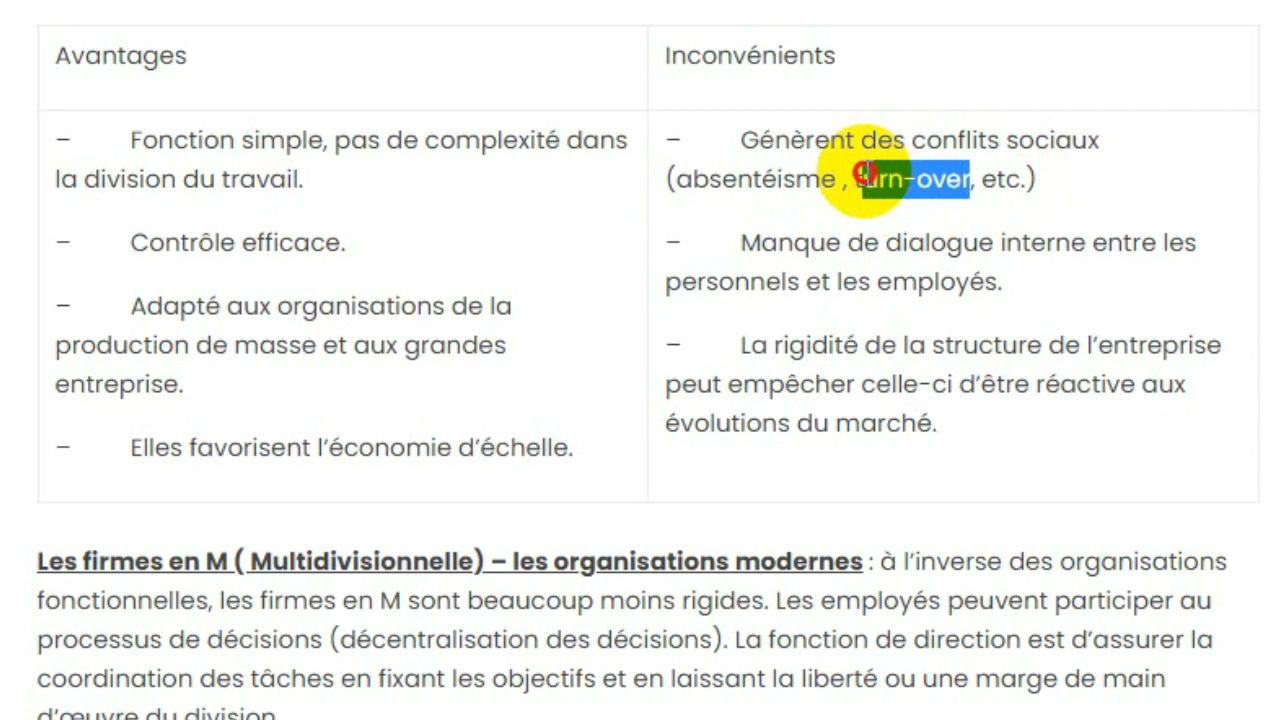 Avantages
Inconvénients
– Fonction simple, pas de complexité dans
la division du travail.
– Contrôle efficace.
– Adapté aux organisations de la
production de masse et aux grandes
entreprise.
– Elles favorisent l’économie d’échelle.
– Génèrent des conflits sociaux
(absentéisme , turn-over, etc.)
– Manque de dialogue interne entre les
personnels et les employés.
– La rigidité de la structure de l’entreprise
peut empêcher celle-ci d’être réactive aux
évolutions du marché.
Les firmes en M ( Multidivisionnelle) – les organisations modernes : à l’inverse des organisations
fonctionnelles, les firmes en M sont beaucoup moins rigides. Les employés peuvent participer au
processus de décisions (décentralisation des décisions). La fonction de direction est d’assurer la
coordination des tâches en fixant les objectifs et en laissant la liberté ou une marge de main
d’œuvre du division